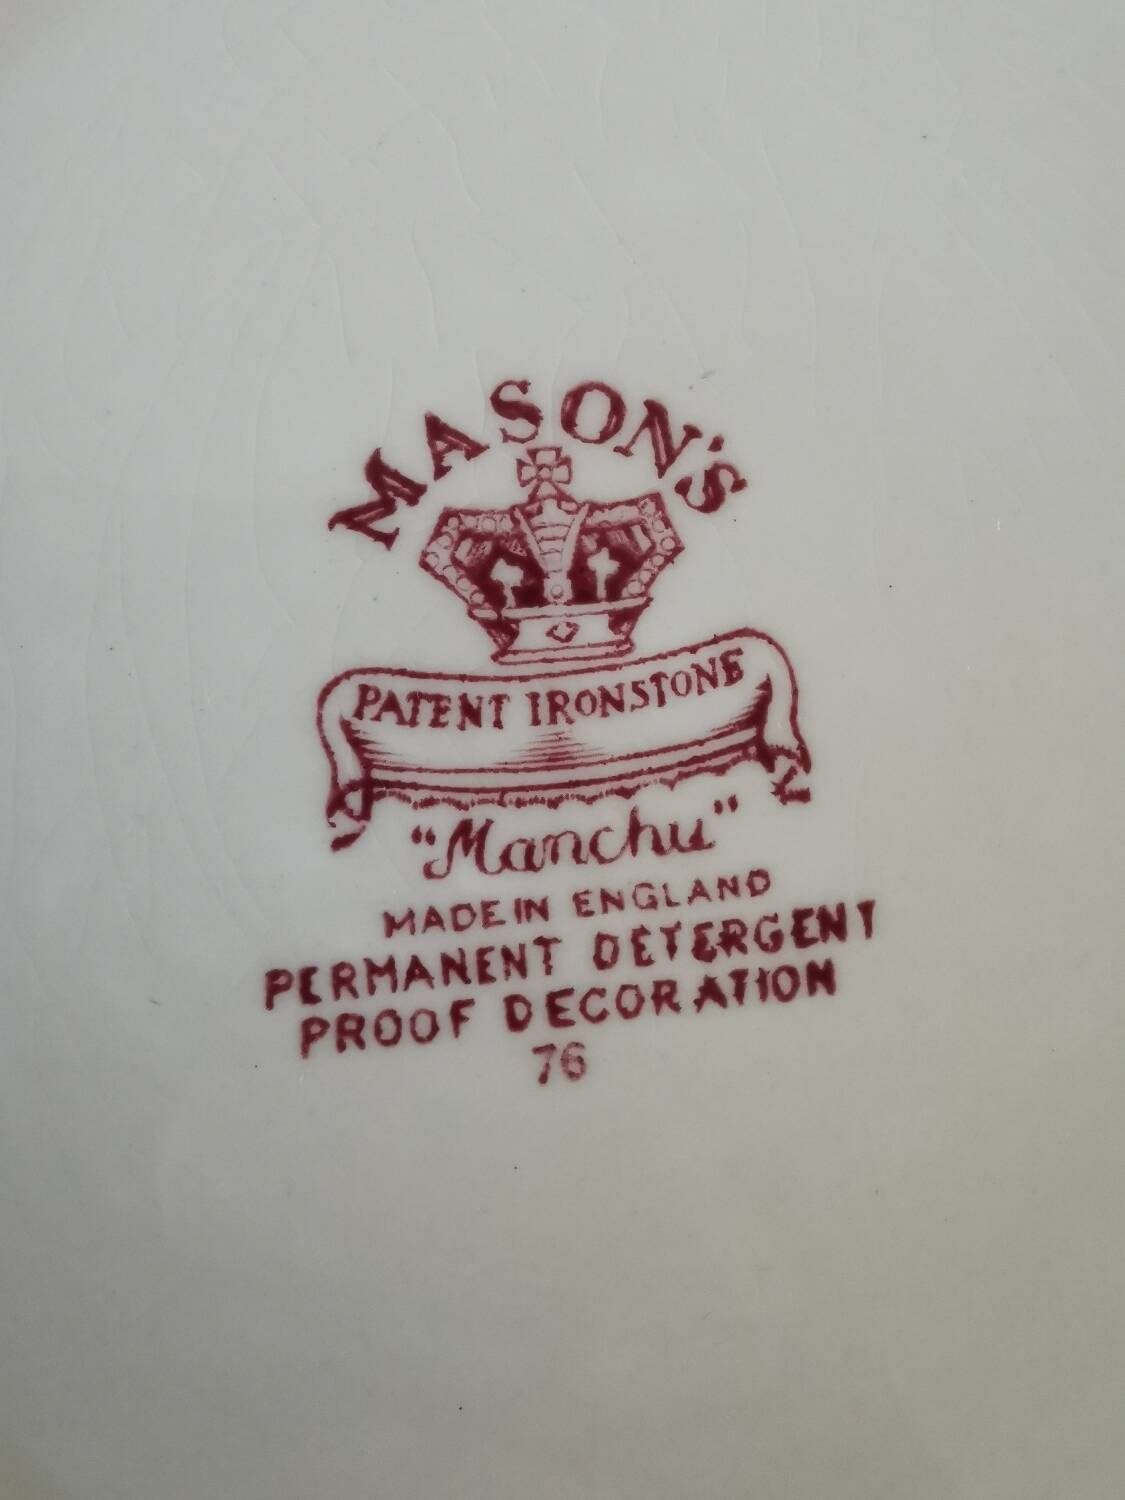 MASON'S
PATENT IRONSTONE
"Manchu"
MADE IN ENGLAND
PERMANENT DETERGENT
PROOF DECORATION
76